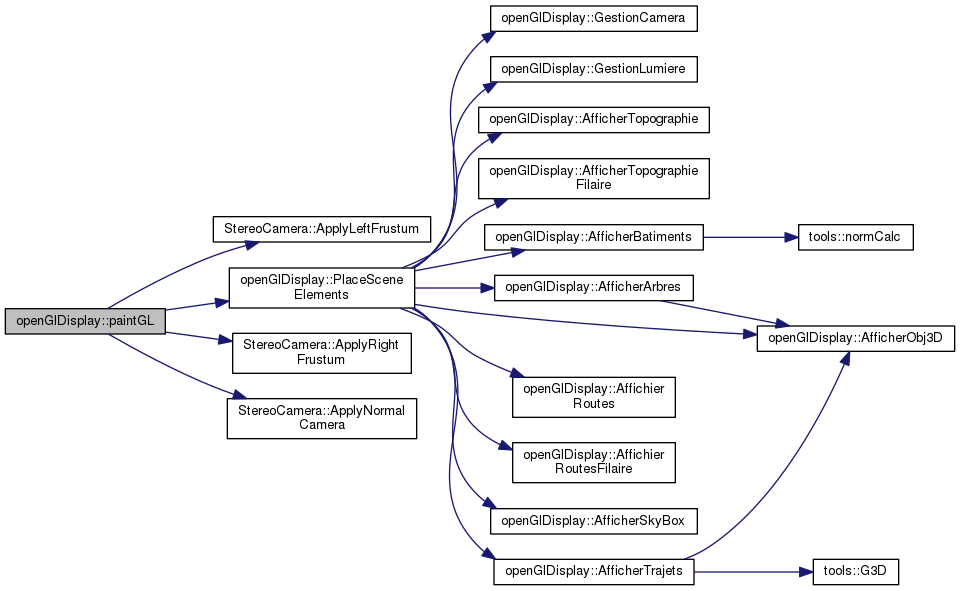 openGlDisplay::paintGL
StereoCamera::ApplyLeftFrustum
openGlDisplay::PlaceScene
Elements
StereoCamera::ApplyRight
Frustum
StereoCamera::ApplyNormal
Camera
openGlDisplay::GestionCamera
openGlDisplay::GestionLumiere
openGlDisplay::AfficherTopographie
openGlDisplay::AfficherTopographie
Filaire
openGlDisplay::AfficherBatiments
openGlDisplay::AfficherArbres
openGlDisplay::Affichier
Routes
openGlDisplay::Affichier
RoutesFilaire
openGlDisplay::AfficherSkyBox
openGlDisplay::AfficherTrajets
tools::normCalc
openGlDisplay::AfficherObj3D
tools::G3D